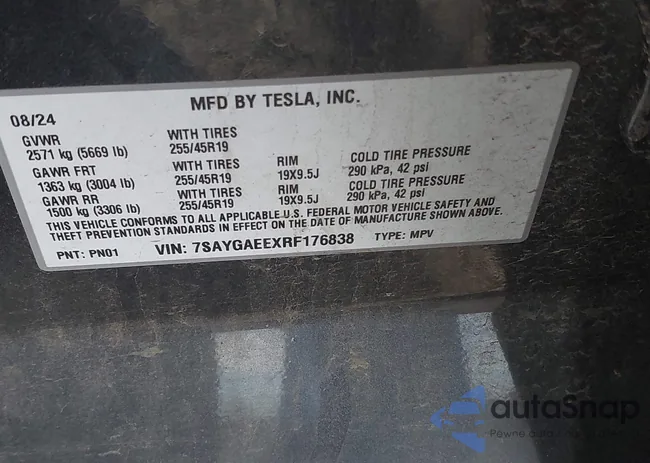 MFD BY TESLA, INC.
08/24
GVWR WITH TIRES
2571 kg (5669 lb) 255/45R19
GAWR FRT WITH TIRES RIM COLD TIRE PRESSURE
1363 kg (3004 lb) 255/45R19 19X9.5J 290 kPa, 42 psi
GAWR RR WITH TIRES RIM COLD TIRE PRESSURE
1500 kg (3306 lb) 255/45R19 19X9.5J 290 kPa, 42 psi
THIS VEHICLE CONFORMS TO ALL APPLICABLE U.S. FEDERAL MOTOR VEHICLE SAFETY AND
THEFT PREVENTION STANDARDS IN EFFECT ON THE DATE OF MANUFACTURE SHOWN ABOVE.
PNT: PN01 VIN: 7SAYGAEEXRF176838 TYPE: MPV
autoSnap
Pewne auto